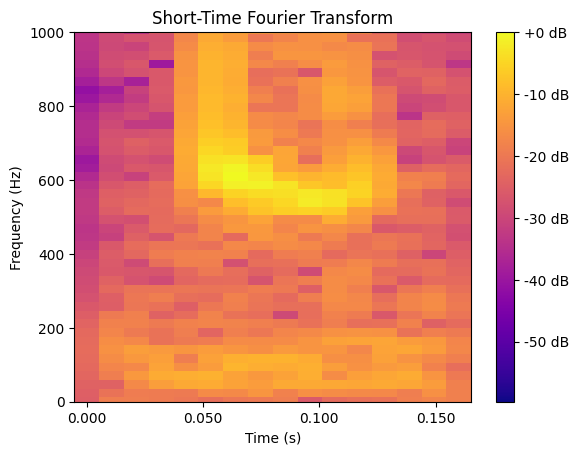 Short-Time Fourier Transform
1000
800
600
400
200
0
Frequency (Hz)
0.000
0.050
0.100
0.150
Time (s)
+0 dB
-10 dB
-20 dB
-30 dB
-40 dB
-50 dB